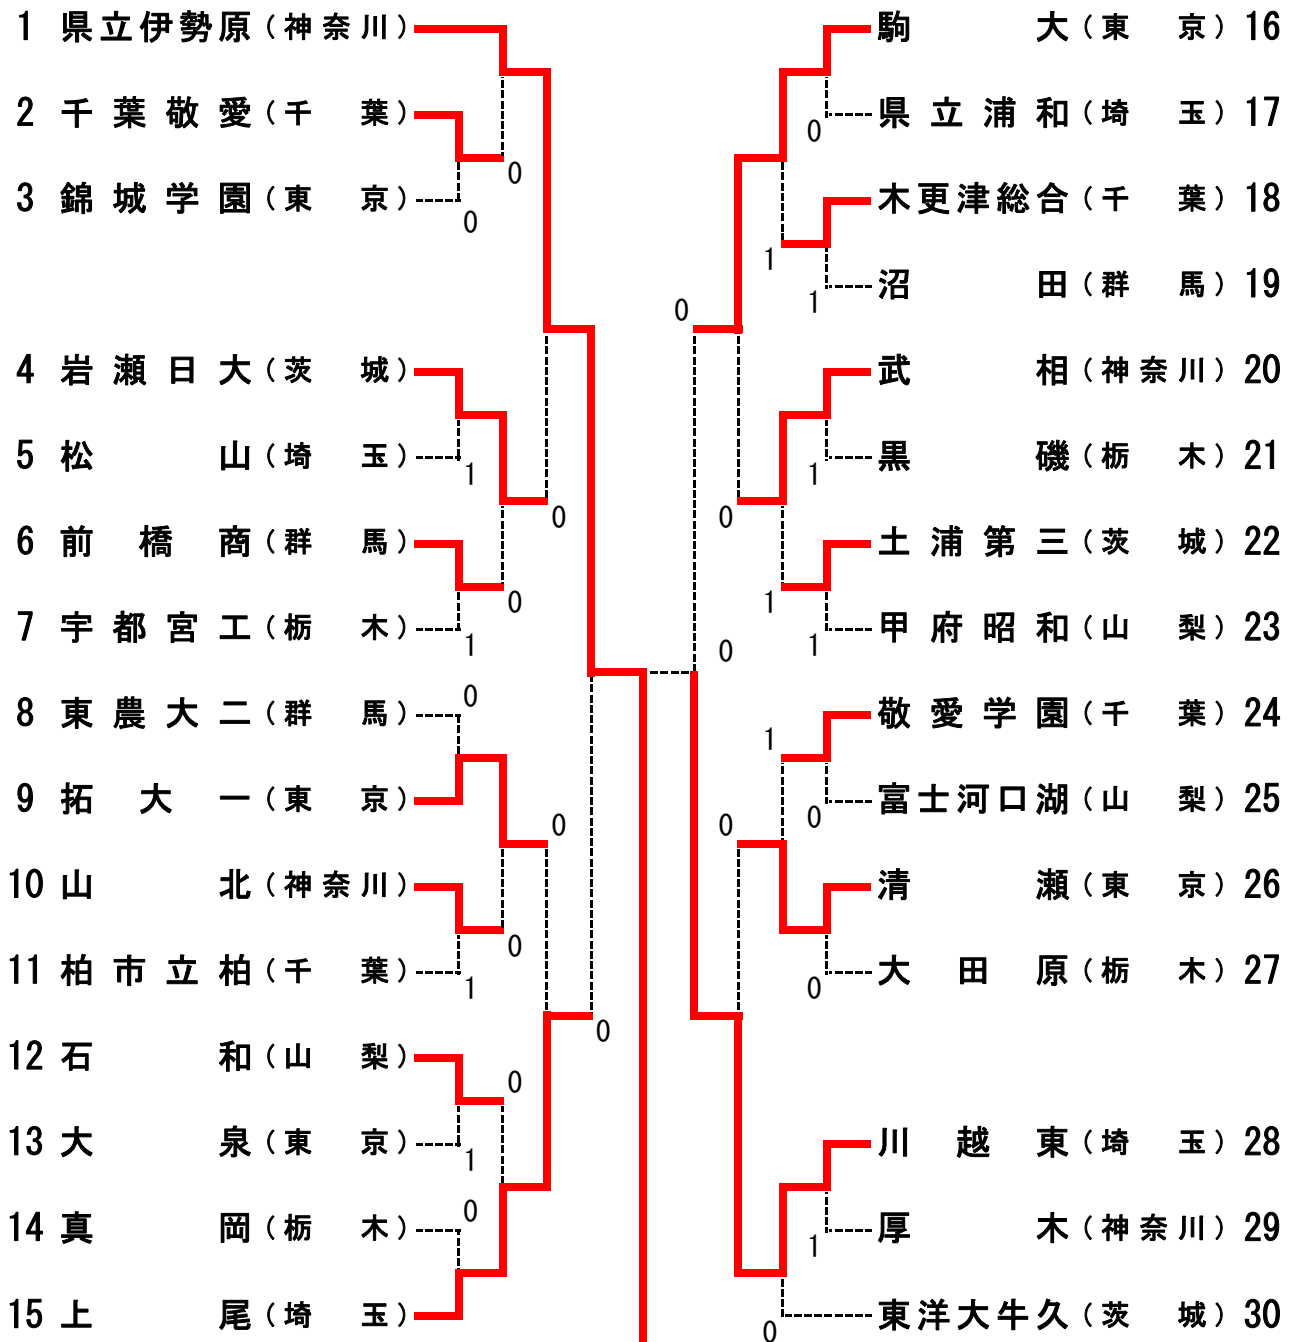 1 県立伊勢原（神奈川）
2 千葉敬愛（千葉）
0
3 錦城学園（東京）
0
4 岩瀬日大（茨城）
5 松山（埼玉）
1
0
6 前橋商（群馬）
0
7 宇都宮工（栃木）
1
0
8 東農大二（群馬）
9 拓大一（東京）
0
10 山北（神奈川）
0
11 柏市立柏（千葉）
1
0
12 石和（山梨）
0
13 大泉（東京）
1
0
14 真岡（栃木）
15 上尾（埼玉）
駒大（東京） 16
県立浦和（埼玉） 17
0
木更津総合（千葉） 18
1
沼田（群馬） 19
1
0
武相（神奈川） 20
黒磯（栃木） 21
1
0
土浦第三（茨城） 22
1
甲府昭和（山梨） 23
1
0
敬愛学園（千葉） 24
1
富士河口湖（山梨） 25
0
0
清瀬（東京） 26
大田原（栃木） 27
0
川越東（埼玉） 28
厚木（神奈川） 29
1
東洋大牛久（茨城） 30
0